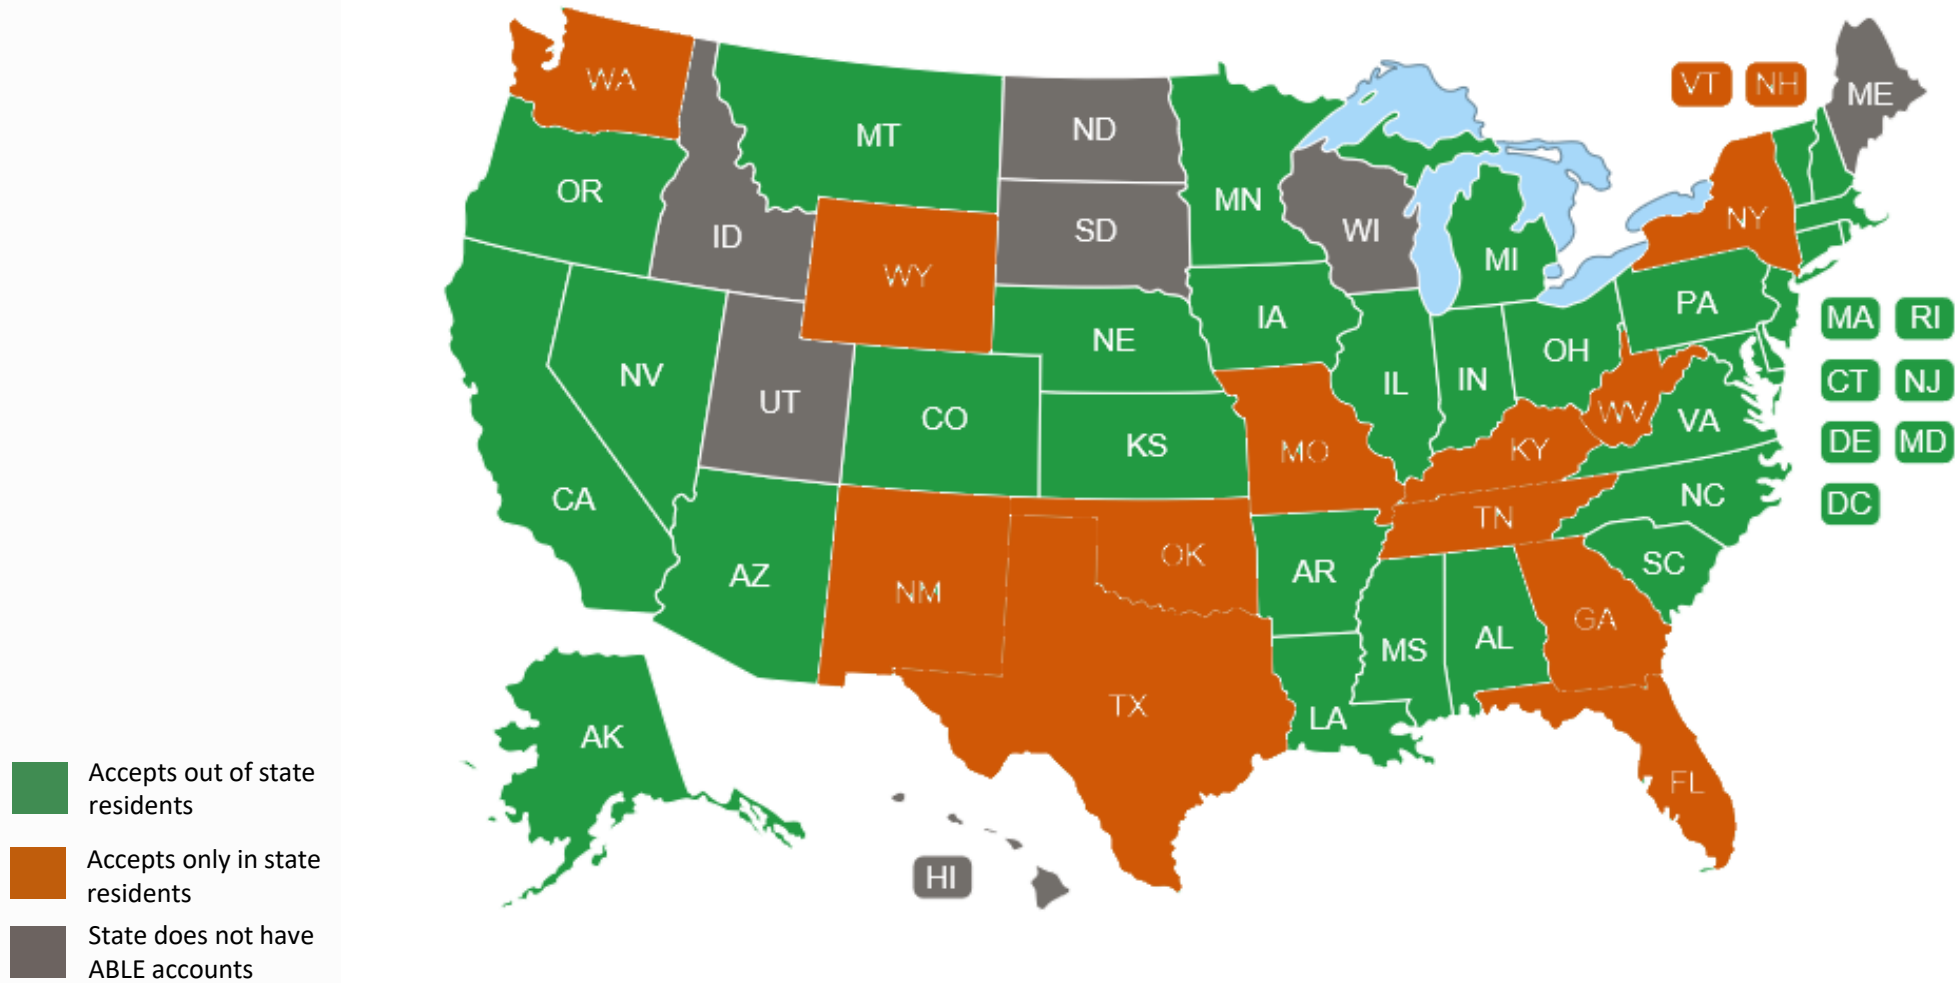 WA
VT
NH
ME
MT
ND
OR
MN
NY
ID
SD
WI
MI
WY
PA
MA
RI
IA
NE
OH
NV
IL
IN
CT
NJ
UT
WV
CO
VA
KS
MO
KY
DE
MD
CA
NC
DC
TN
OK
AZ
AR
SC
NM
GA
MS
AL
TX
LA
AK
FL
HI
Accepts out of state
residents
Accepts only in state
residents
State does not have
ABLE accounts